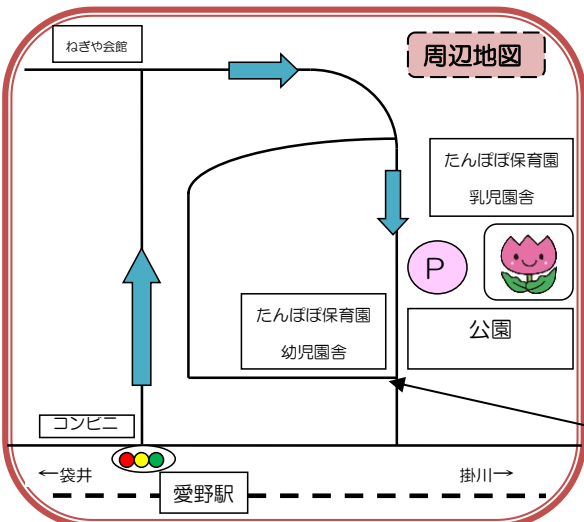 ねぎや会館
周辺地図
たんぽぽ保育園
乳児園舎
P
たんぽぽ保育園
幼児園舎
公園
コンビニ
←袋井
掛川→
愛野駅